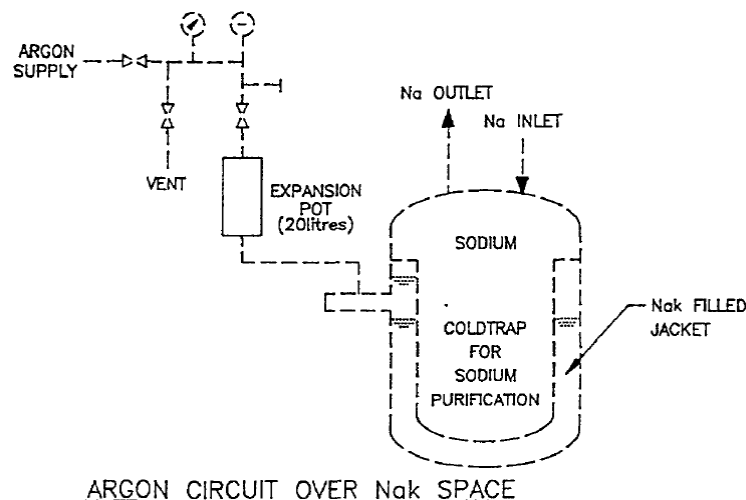 ARGON
SUPPLY
VENT
EXPANSION
POT
(20litres)
Na OUTLET
Na INLET
SODIUM
COLDTRAP
FOR
SODIUM
PURIFICATION
Nak FILLED
JACKET
ARGON CIRCUIT OVER Nak SPACE